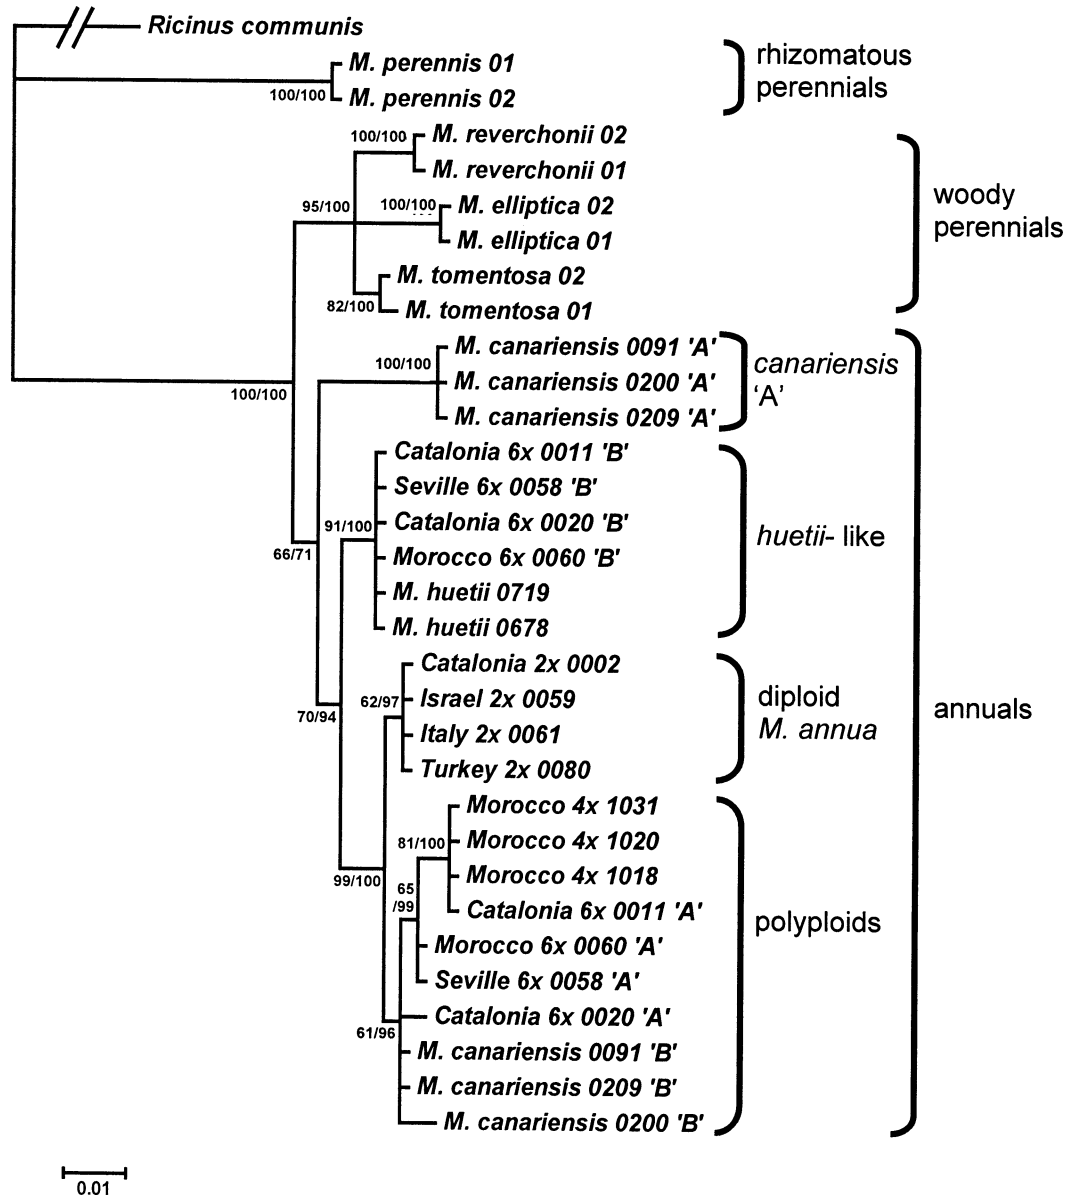 Ricinus communis
M. perennis 01
100/100
M. perennis 02
rhizomatous
perennials
M. reverchonii 02
100/100
M. reverchonii 01
95/100
M. elliptica 02
100/100
M. elliptica 01
M. tomentosa 02
82/100
M. tomentosa 01
woody
perennials
100/100
M. canariensis 0091 'A'
100/100
M. canariensis 0200 'A'
M. canariensis 0209 'A'
canariensis
‘A’
66/71
Catalonia 6x 0011 'B'
Seville 6x 0058 'B'
91/100
Catalonia 6x 0020 'B'
Morocco 6x 0060 'B'
M. huetii 0719
M. huetii 0678
huetii- like
70/94
Catalonia 2x 0002
62/97
Israel 2x 0059
Italy 2x 0061
Turkey 2x 0080
diploid
M. annua
annuals
99/100
Morocco 4x 1031
81/100
Morocco 4x 1020
Morocco 4x 1018
65
/99
Catalonia 6x 0011 'A'
Morocco 6x 0060 'A'
Seville 6x 0058 'A'
61/96
Catalonia 6x 0020 'A'
M. canariensis 0091 'B'
M. canariensis 0209 'B'
M. canariensis 0200 'B'
polyploids
0.01